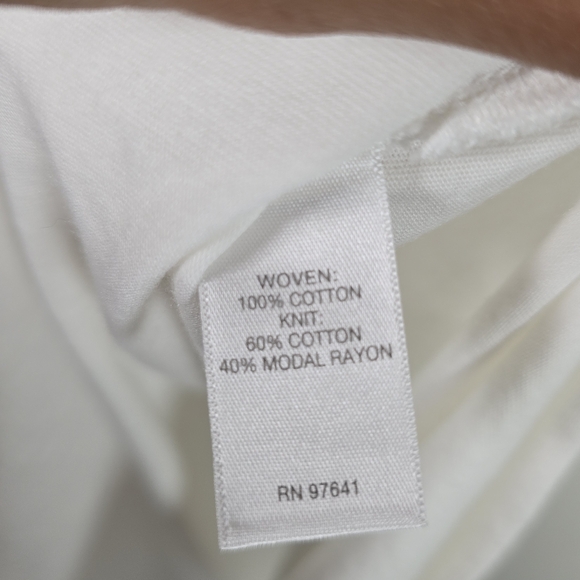 WOVEN:
100% COTTON
KNIT:
60% COTTON
40% MODAL RAYON
RN 97641